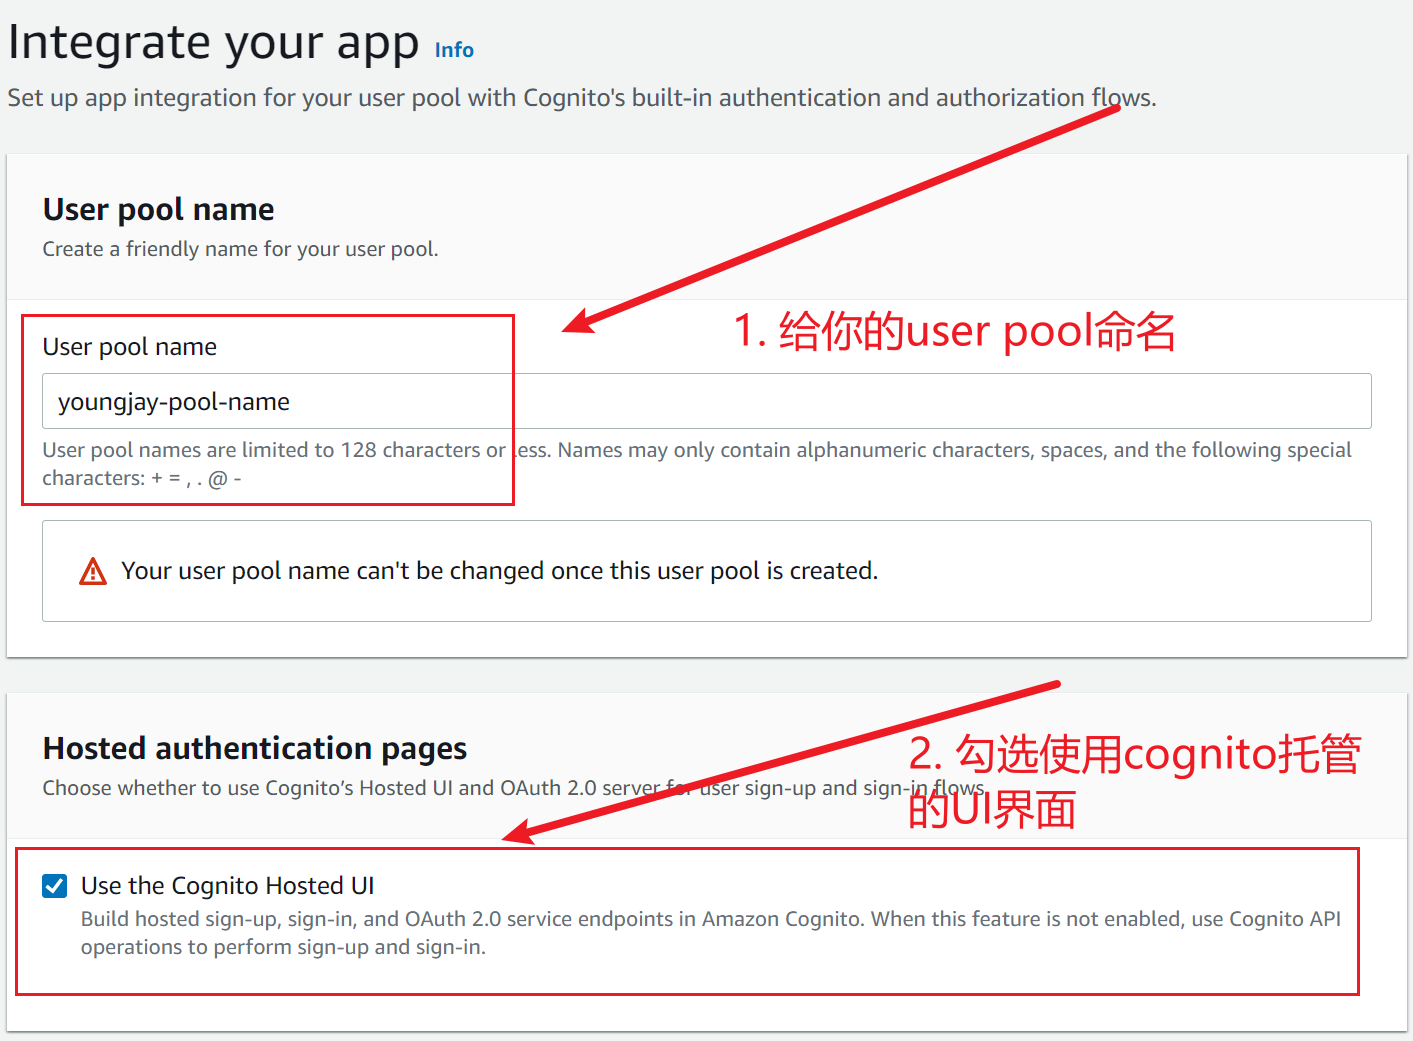 Integrate your app Info
Set up app integration for your user pool with Cognito's built-in authentication and authorization flows.
User pool name
Create a friendly name for your user pool.
1. 给你的user pool命名
User pool name
youngjay-pool-name
User pool names are limited to 128 characters or less. Names may only contain alphanumeric characters, spaces, and the following special
characters: + = , . @ -
Your user pool name can't be changed once this user pool is created.
Hosted authentication pages
Choose whether to use Cognito’s Hosted UI and OAuth 2.0 server for user sign-up and sign-in flows.
2. 勾选使用cognito托管
的UI界面
Use the Cognito Hosted UI
Build hosted sign-up, sign-in, and OAuth 2.0 service endpoints in Amazon Cognito. When this feature is not enabled, use Cognito API
operations to perform sign-up and sign-in.